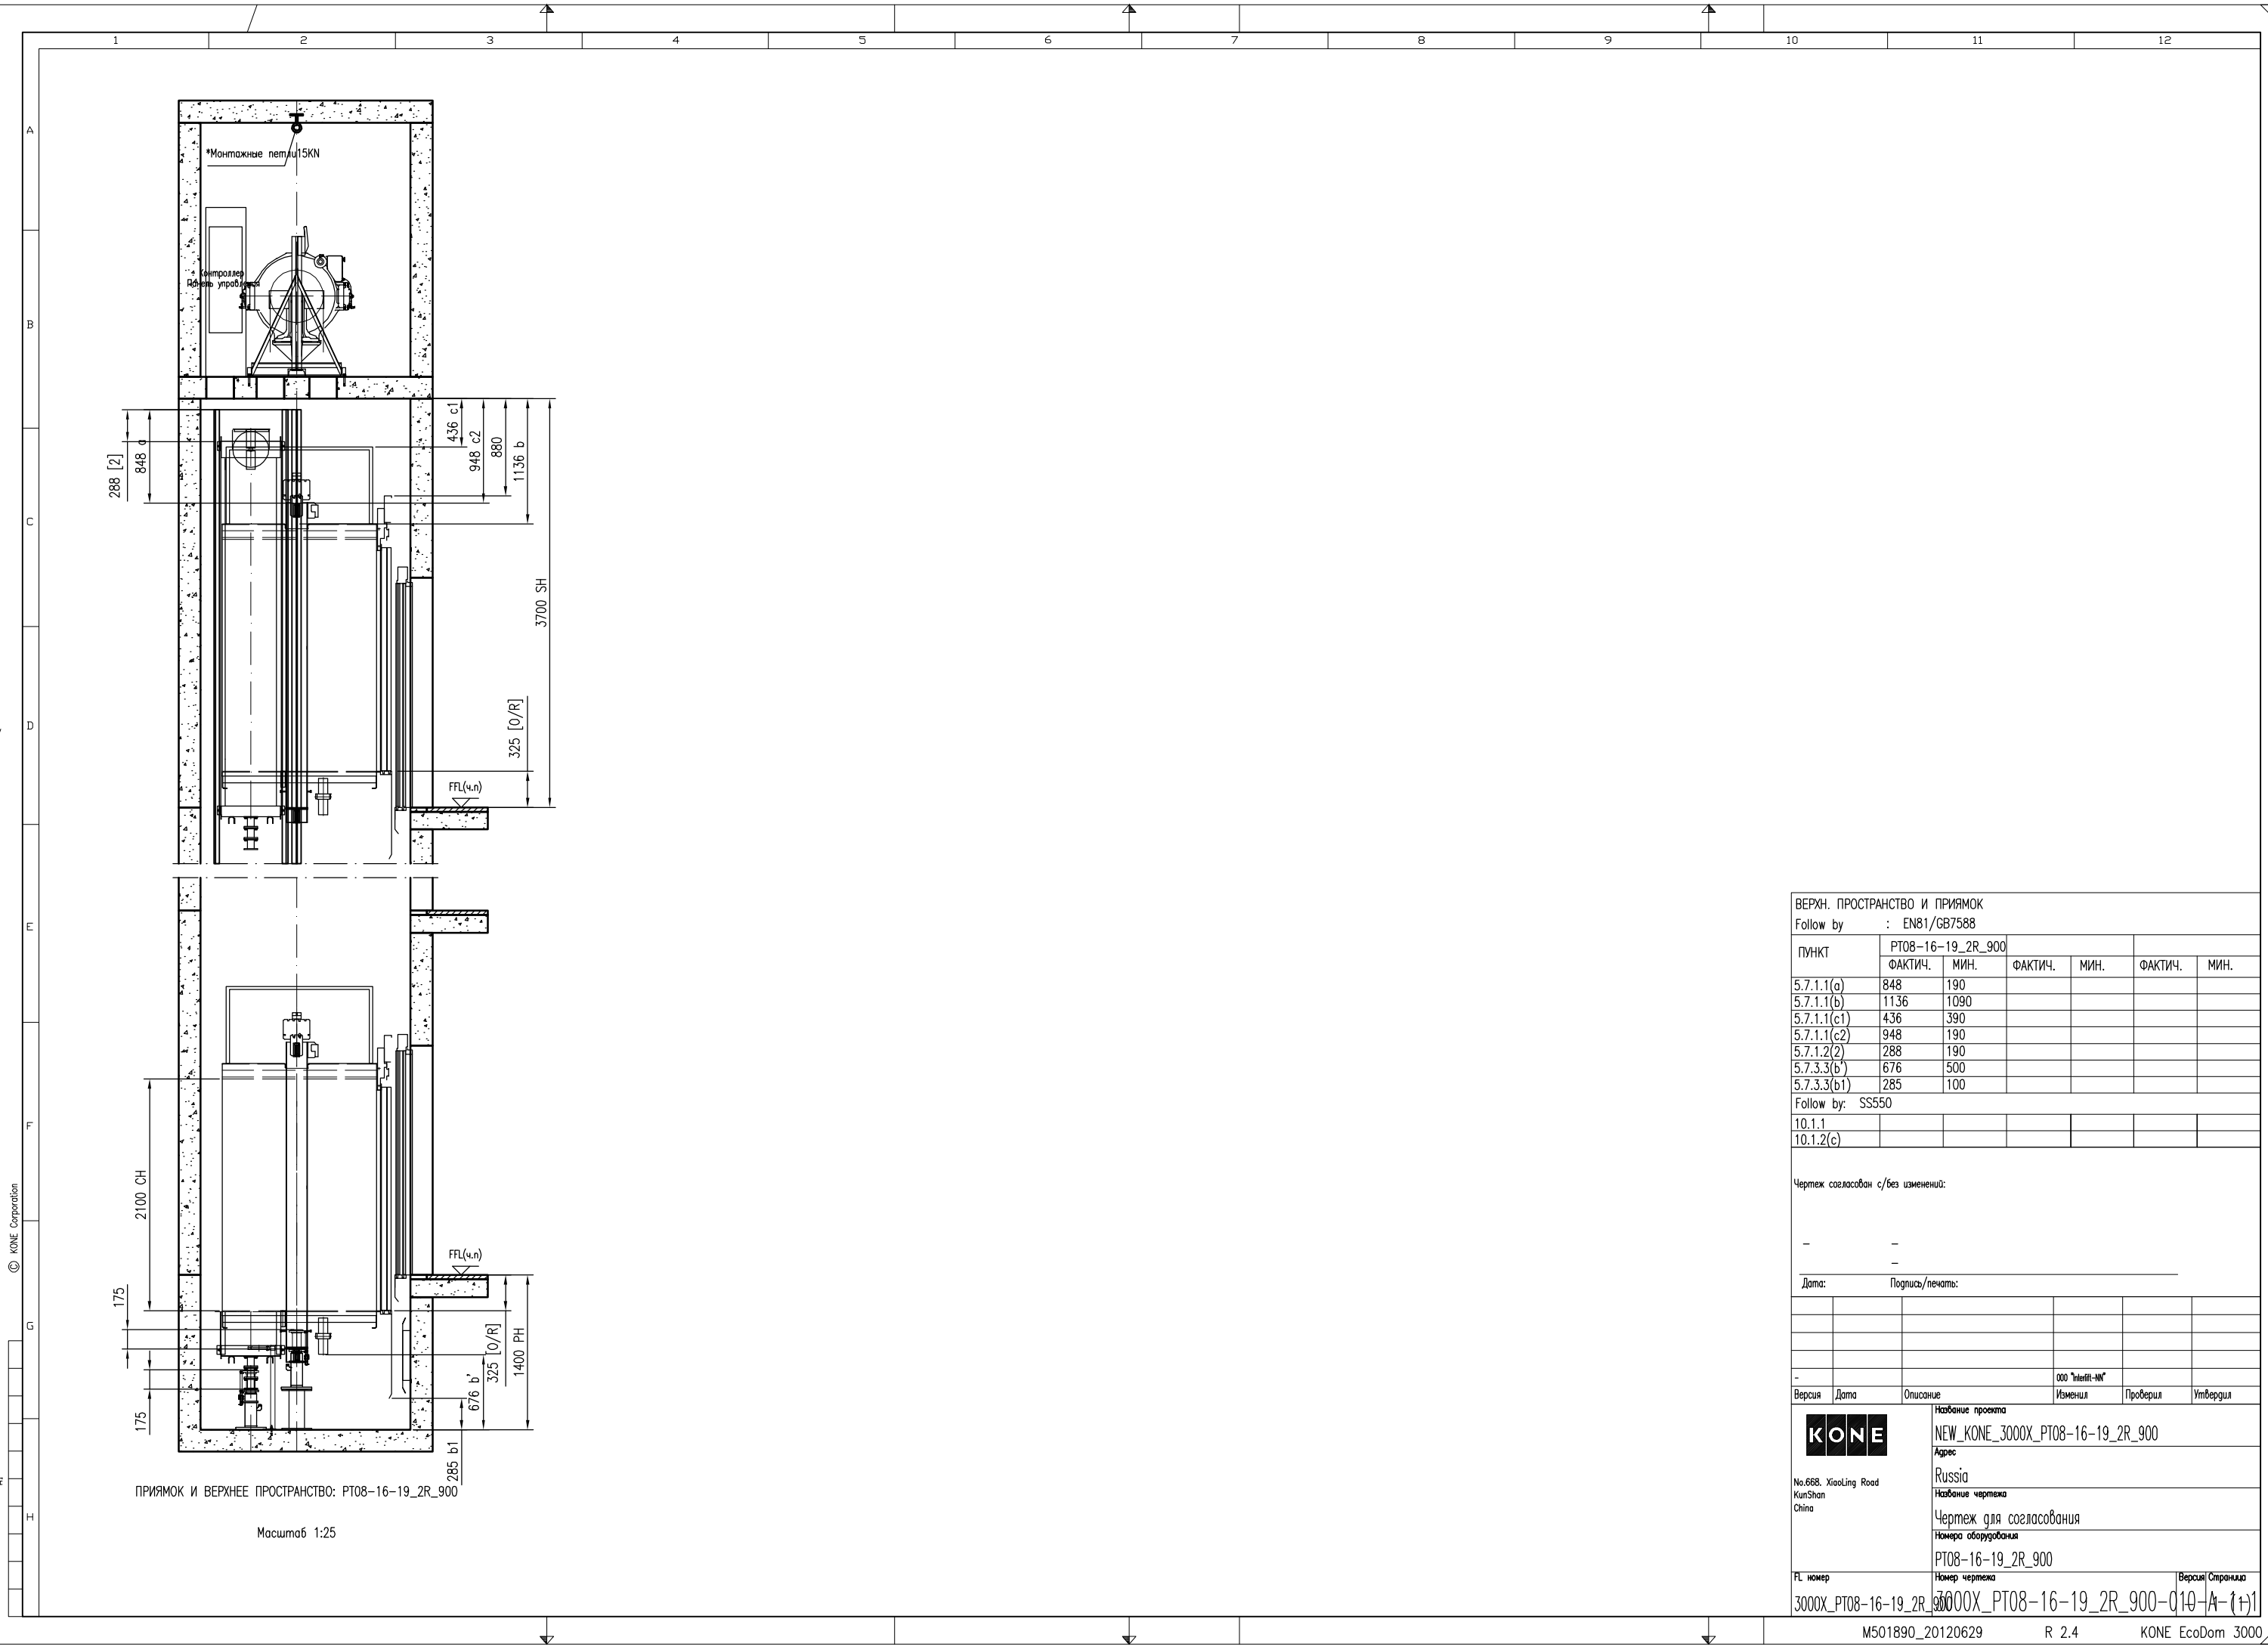 1 2 3 4 5 6 7 8 9 10 11 12
A
B
C
D
E
F
G
H
*Монтажные петли15KN
Контроллер
Панель управления
288 [2]
848 a
436 c1
948 c2
880
1136 b
3700 SH
325 [O/R]
FFL(ч.п)
2100 CH
175
175
FFL(ч.п)
325 [O/R]
1400 PH
676 b'
285 b1
ПРИЯМОК И ВЕРХНЕЕ ПРОСТРАНСТВО: PT08-16-19_2R_900
Масштаб 1:25
© KONE Corporation
ВЕРХН. ПРОСТРАНСТВО И ПРИЯМОК
Follow by : EN81/GB7588
ПУНКТ PT08-16-19_2R_900
ФАКТИЧ. МИН. ФАКТИЧ. МИН. ФАКТИЧ. МИН.
5.7.1.1(a) 848 190
5.7.1.1(b) 1136 1090
5.7.1.1(c1) 436 390
5.7.1.1(c2) 948 190
5.7.1.2(2) 288 190
5.7.3.3(b') 676 500
5.7.3.3(b1) 285 100
Follow by: SS550
10.1.1
10.1.2(c)
Чертеж согласован с/без изменений:
– –
–
Дата: Подпись/печать:
- ООО "Interlift-NN"
Версия Дата Описание Изменил Проверил Утвердил
KONE
No.668. XiaoLing Road
KunShan
China
Название проекта
NEW_KONE_3000X_PT08-16-19_2R_900
Адрес
Russia
Название чертежа
Чертеж для согласования
Номера оборудования
PT08-16-19_2R_900
FL номер Номер чертежа Версия Страница
3000X_PT08-16-19_2R_900 3000X_PT08-16-19_2R_900-010-A-1-1
M501890_20120629 R 2.4 KONE EcoDom 3000